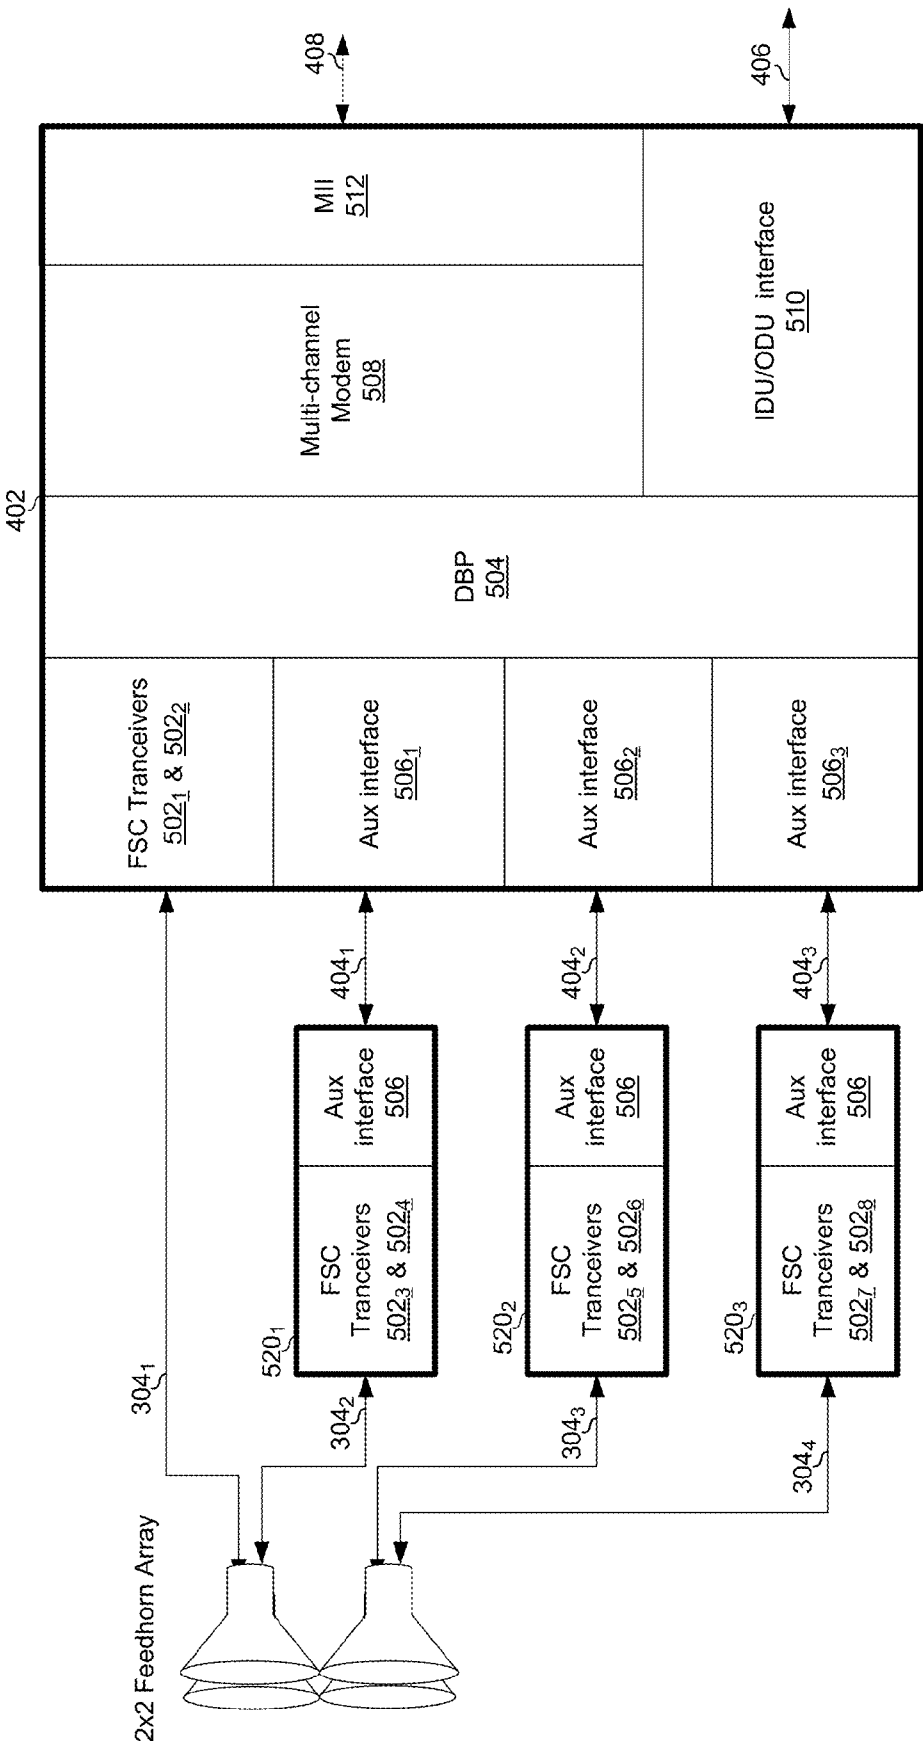 2x2 Feedhorn Array
304₁
304₂
304₃
304₄
520₁
FSC
Tranceivers
502₃ & 502₄
Aux
interface
506
520₂
FSC
Tranceivers
502₅ & 502₆
Aux
interface
506
520₃
FSC
Tranceivers
502₇ & 502₈
Aux
interface
506
404₁
404₂
404₃
402
FSC Tranceivers
502₁ & 502₂
Aux interface
506₁
Aux interface
506₂
Aux interface
506₃
DBP
504
Multi-channel
Modem
508
MII
512
IDU/ODU interface
510
408
406